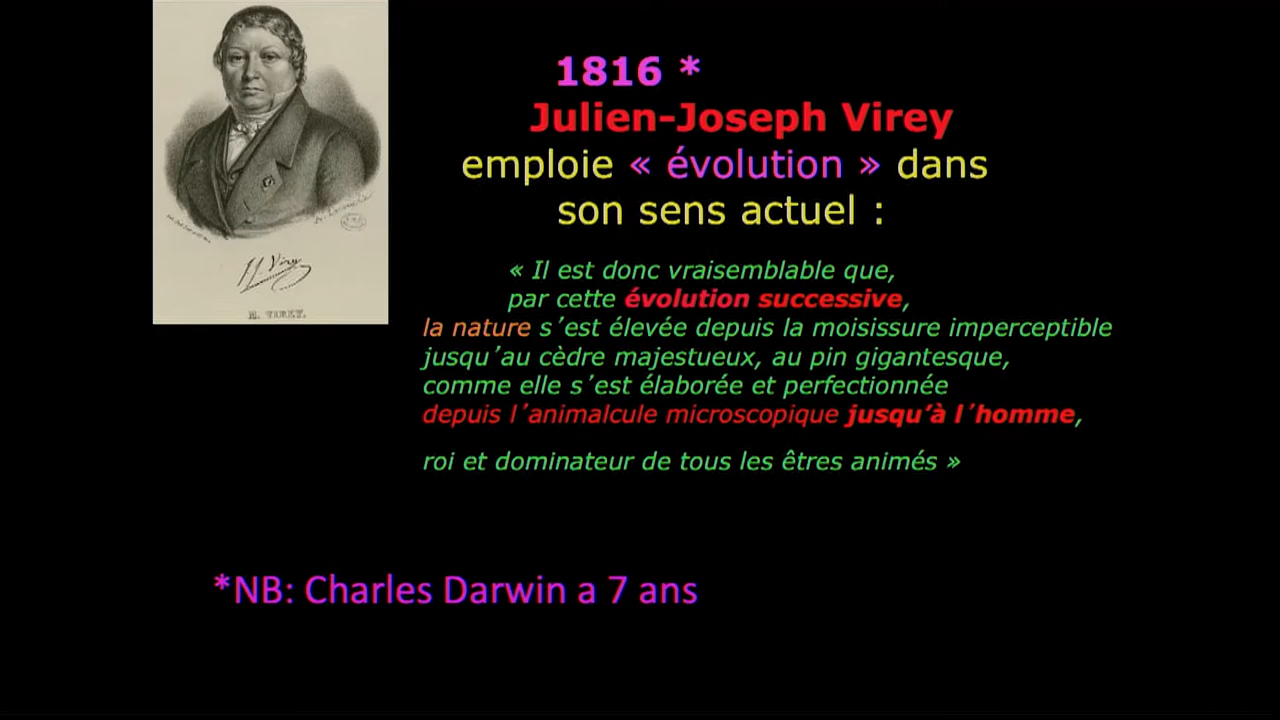 1816 *
Julien-Joseph Virey
emploie « évolution » dans
son sens actuel :
« Il est donc vraisemblable que,
par cette évolution successive,
la nature s’est élevée depuis la moisissure imperceptible
jusqu’au cèdre majestueux, au pin gigantesque,
comme elle s’est élaborée et perfectionnée
depuis l’animalcule microscopique jusqu’à l’homme,
roi et dominateur de tous les êtres animés »
J J Virey
M. VIREY.
*NB: Charles Darwin a 7 ans